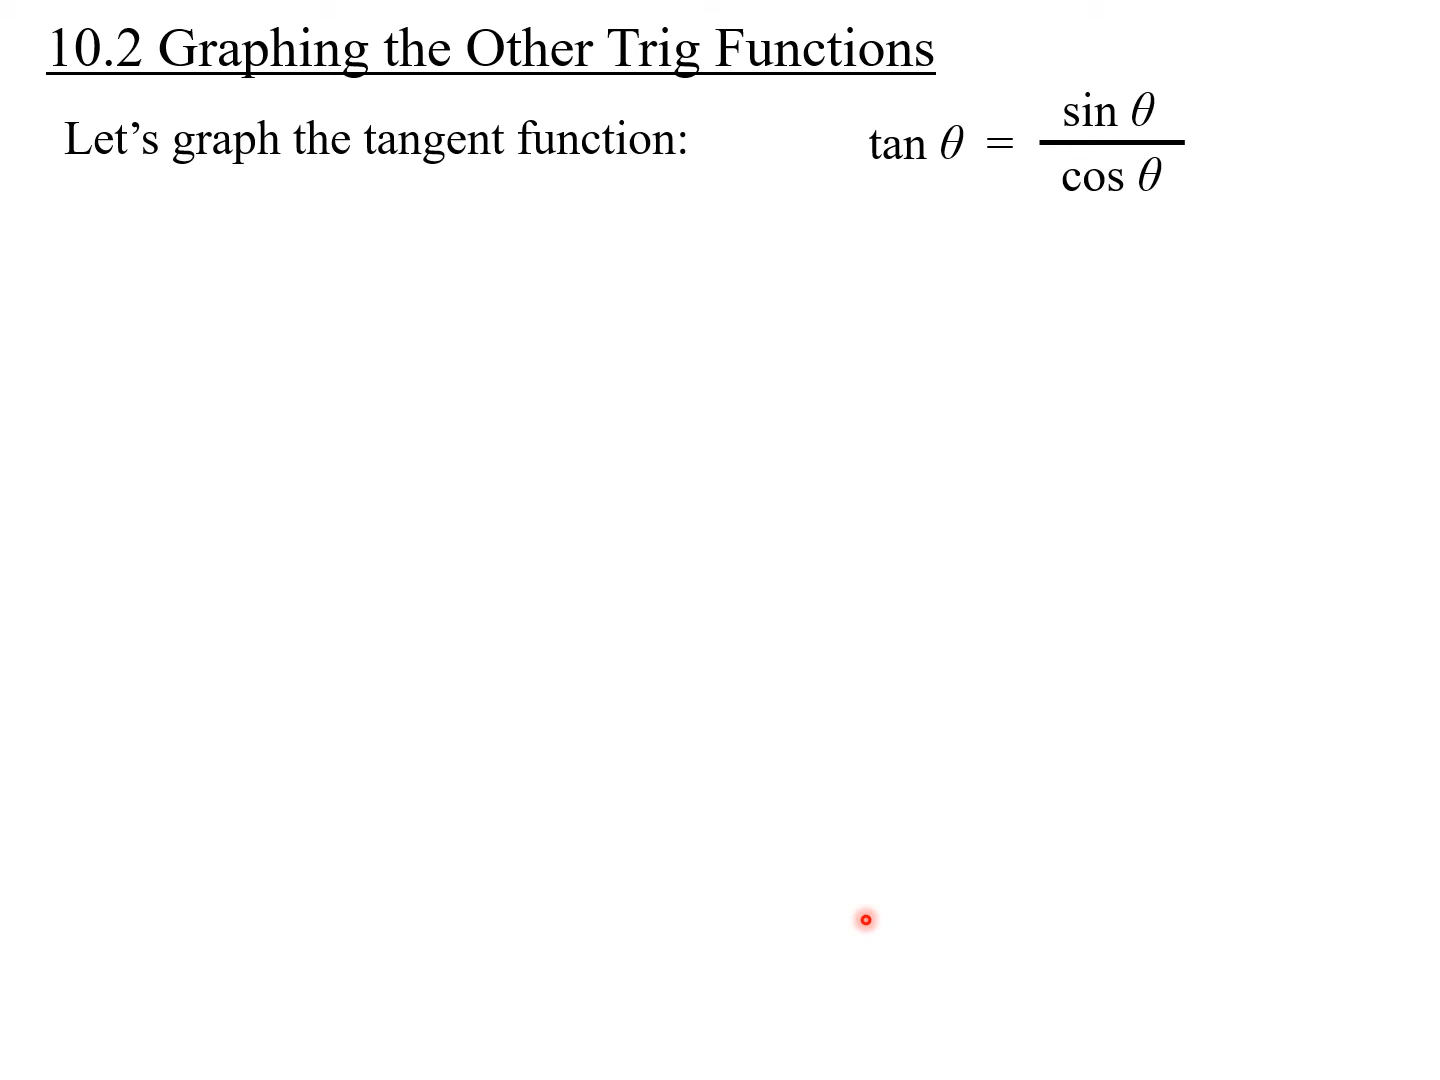 10.2 Graphing the Other Trig Functions
Let’s graph the tangent function:
tan θ = sin θ / cos θ